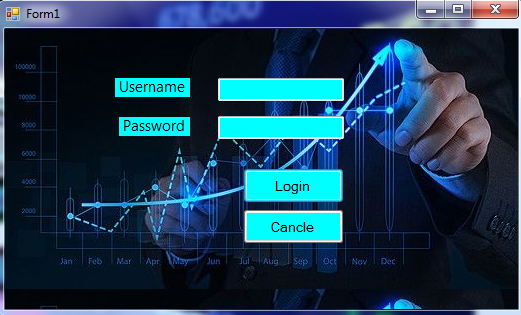 Form1
Username
Password
Login
Cancle
100000
10000
8000
6000
4000
2000
Jan Feb Mar Apr May Jun Jul Aug Sep Oct Nov Dec